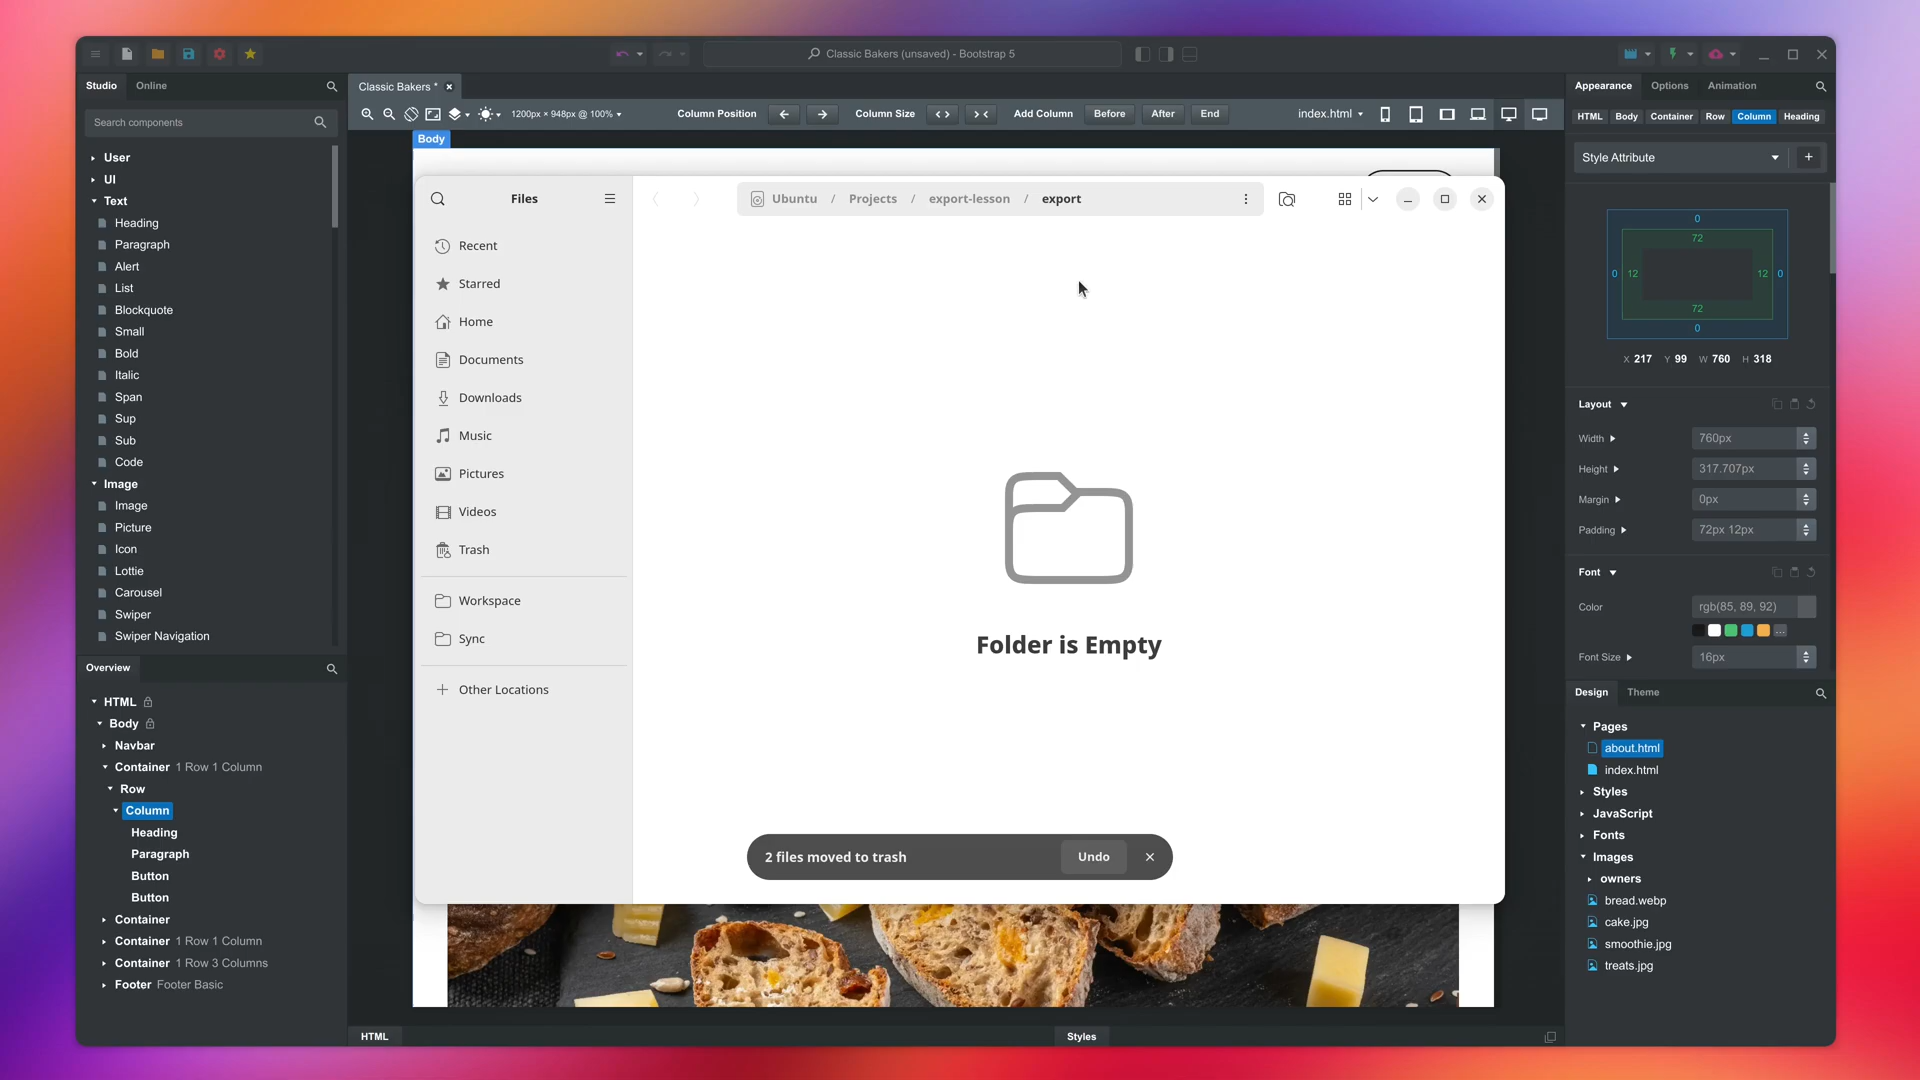 Classic Bakers (unsaved) - Bootstrap 5
Studio
Online
Search components
User
UI
Text
Heading
Paragraph
Alert
List
Blockquote
Small
Bold
Italic
Span
Sup
Sub
Code
Image
Image
Picture
Icon
Lottie
Carousel
Swiper
Swiper Navigation
Overview
HTML
Body
Navbar
Container 1 Row 1 Column
Row
Column
Heading
Paragraph
Button
Button
Container
Container 1 Row 1 Column
Container 1 Row 3 Columns
Footer Footer Basic
Classic Bakers *
1200px × 948px @ 100%
Column Position
Column Size
Add Column
Before
After
End
index.html
Body
Files
Recent
Starred
Home
Documents
Downloads
Music
Pictures
Videos
Trash
Workspace
Sync
Other Locations
Ubuntu / Projects / export-lesson / export
Folder is Empty
2 files moved to trash
Undo
HTML
Styles
Appearance
Options
Animation
HTML
Body
Container
Row
Column
Heading
Style Attribute
0
72
0 12 12 0
72
0
X 217 Y 99 W 760 H 318
Layout
Width 760px
Height 317.707px
Margin 0px
Padding 72px 12px
Font
Color rgb(85, 89, 92)
...
Font Size 16px
Design
Theme
Pages
about.html
index.html
Styles
JavaScript
Fonts
Images
owners
bread.webp
cake.jpg
smoothie.jpg
treats.jpg